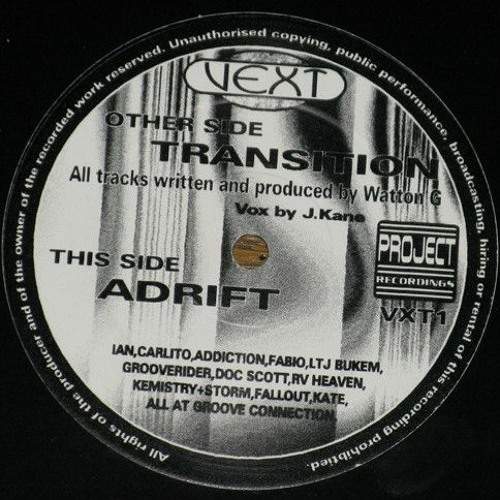 All rights of the producer and of the owner of the recorded work reserved. Unauthorised copying, public performance, broadcasting, hiring or rental of this recording prohibited.
VEXT
OTHER SIDE
TRANSITION
All tracks written and produced by Watton G
Vox by J.Kane
THIS SIDE
ADRIFT
PROJECT
RECORDINGS
VXT1
IAN,CARLITO,ADDICTION,FABIO,LTJ BUKEM,
GROOVERIDER,DOC SCOTT,RV HEAVEN,
KEMISTRY+STORM,FALLOUT,KATE,
ALL AT GROOVE CONNECTION.